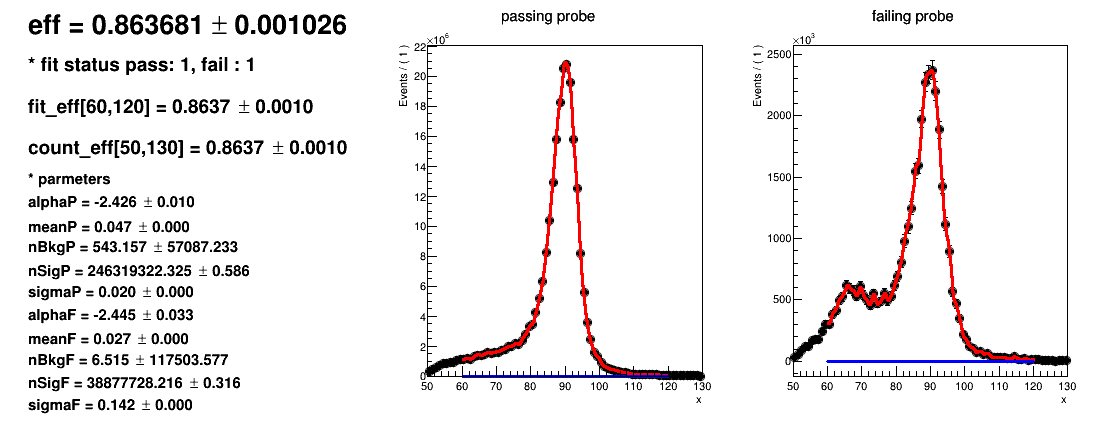 eff = 0.863681 ± 0.001026
* fit status pass: 1, fail : 1
fit_eff[60,120] = 0.8637 ± 0.0010
count_eff[50,130] = 0.8637 ± 0.0010
* parmeters
alphaP = -2.426 ± 0.010
meanP = 0.047 ± 0.000
nBkgP = 543.157 ± 57087.233
nSigP = 246319322.325 ± 0.586
sigmaP = 0.020 ± 0.000
alphaF = -2.445 ± 0.033
meanF = 0.027 ± 0.000
nBkgF = 6.515 ± 117503.577
nSigF = 38877728.216 ± 0.316
sigmaF = 0.142 ± 0.000
passing probe
×10⁶
Events / ( 1 )
22
20
18
16
14
12
10
8
6
4
2
0
50 60 70 80 90 100 110 120 130
x
failing probe
×10³
Events / ( 1 )
2500
2000
1500
1000
500
0
50 60 70 80 90 100 110 120 130
x